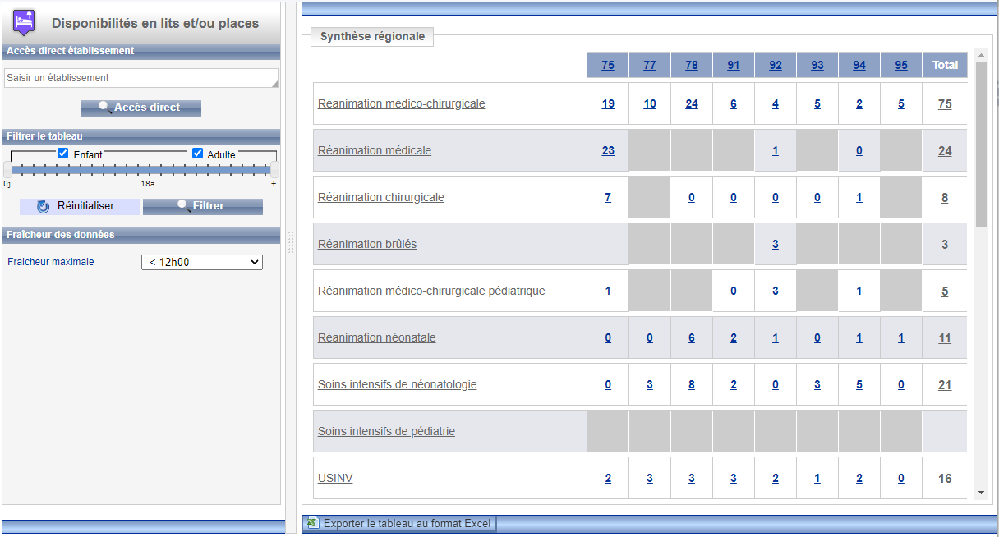 Disponibilités en lits et/ou places
Accès direct établissement
Saisir un établissement
Accès direct
Filtrer le tableau
Enfant Adulte
0j 18a +
Réinitialiser Filtrer
Fraîcheur des données
Fraicheur maximale < 12h00
Synthèse régionale
75 77 78 91 92 93 94 95 Total
Réanimation médico-chirurgicale 19 10 24 6 4 5 2 5 75
Réanimation médicale 23 1 0 24
Réanimation chirurgicale 7 0 0 0 0 1 8
Réanimation brûlés 3 3
Réanimation médico-chirurgicale pédiatrique 1 0 3 1 5
Réanimation néonatale 0 0 6 2 1 0 1 1 11
Soins intensifs de néonatologie 0 3 8 2 0 3 5 0 21
Soins intensifs de pédiatrie
USINV 2 3 3 3 2 1 2 0 16
Exporter le tableau au format Excel